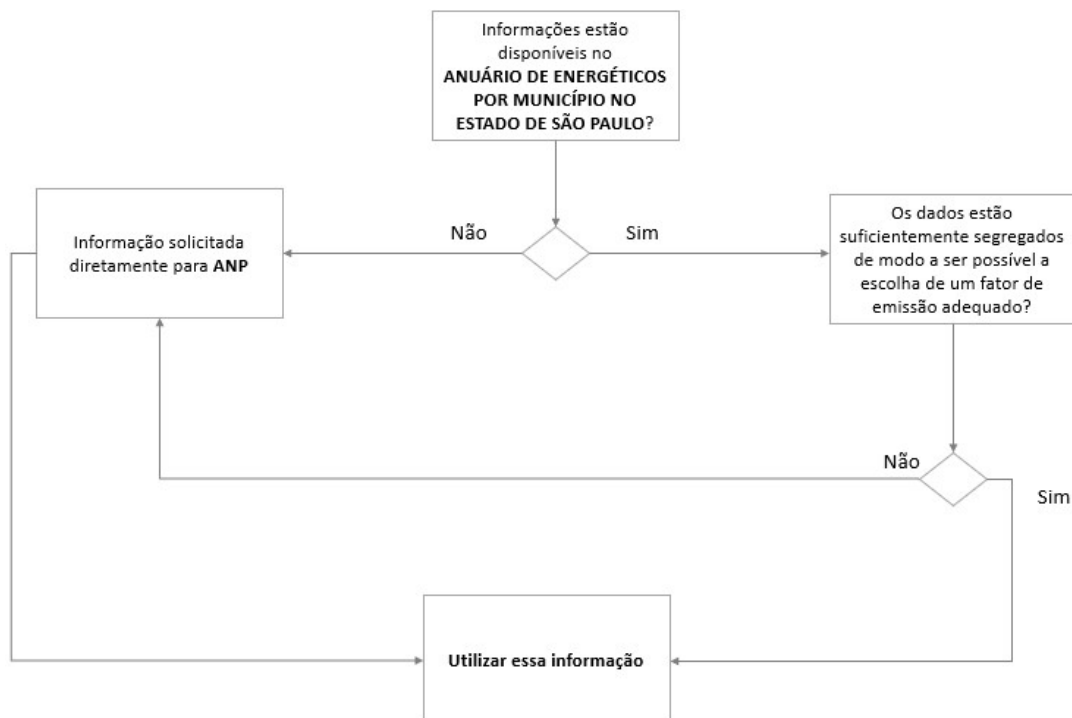 Informações estão
disponíveis no
ANUÁRIO DE ENERGÉTICOS
POR MUNICÍPIO NO
ESTADO DE SÃO PAULO?
Não
Sim
Informação solicitada
diretamente para ANP
Os dados estão
suficientemente segregados
de modo a ser possível a
escolha de um fator de
emissão adequado?
Não
Sim
Utilizar essa informação